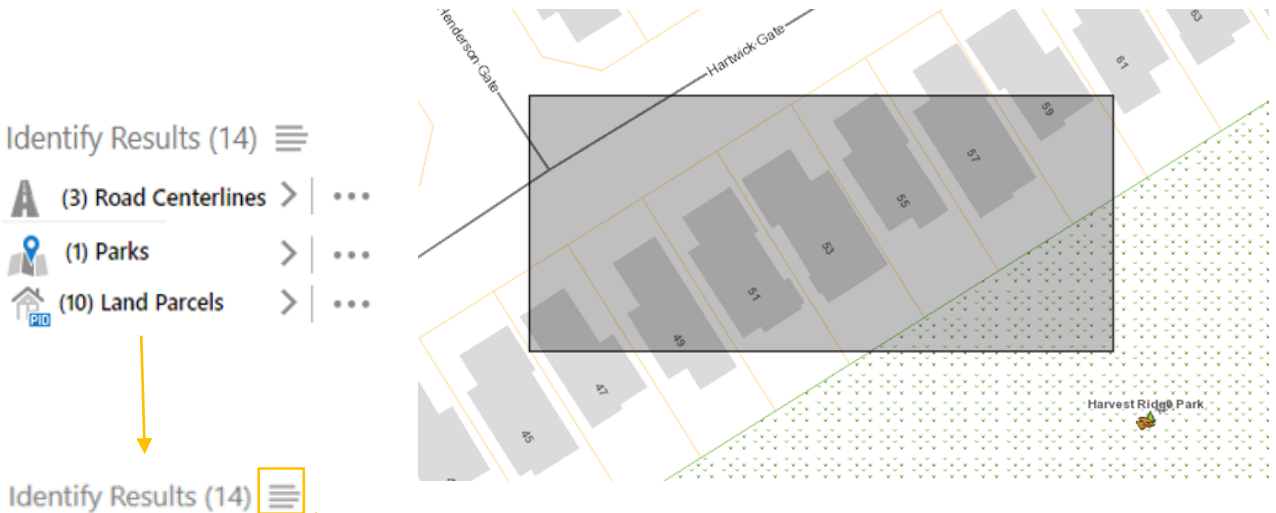 Identify Results (14)
(3) Road Centerlines
(1) Parks
PID
(10) Land Parcels
Identify Results (14)
Henderson-Gate
Hartwick-Gate
63
61
59
57
55
53
51
49
47
45
Harvest Ridge Park